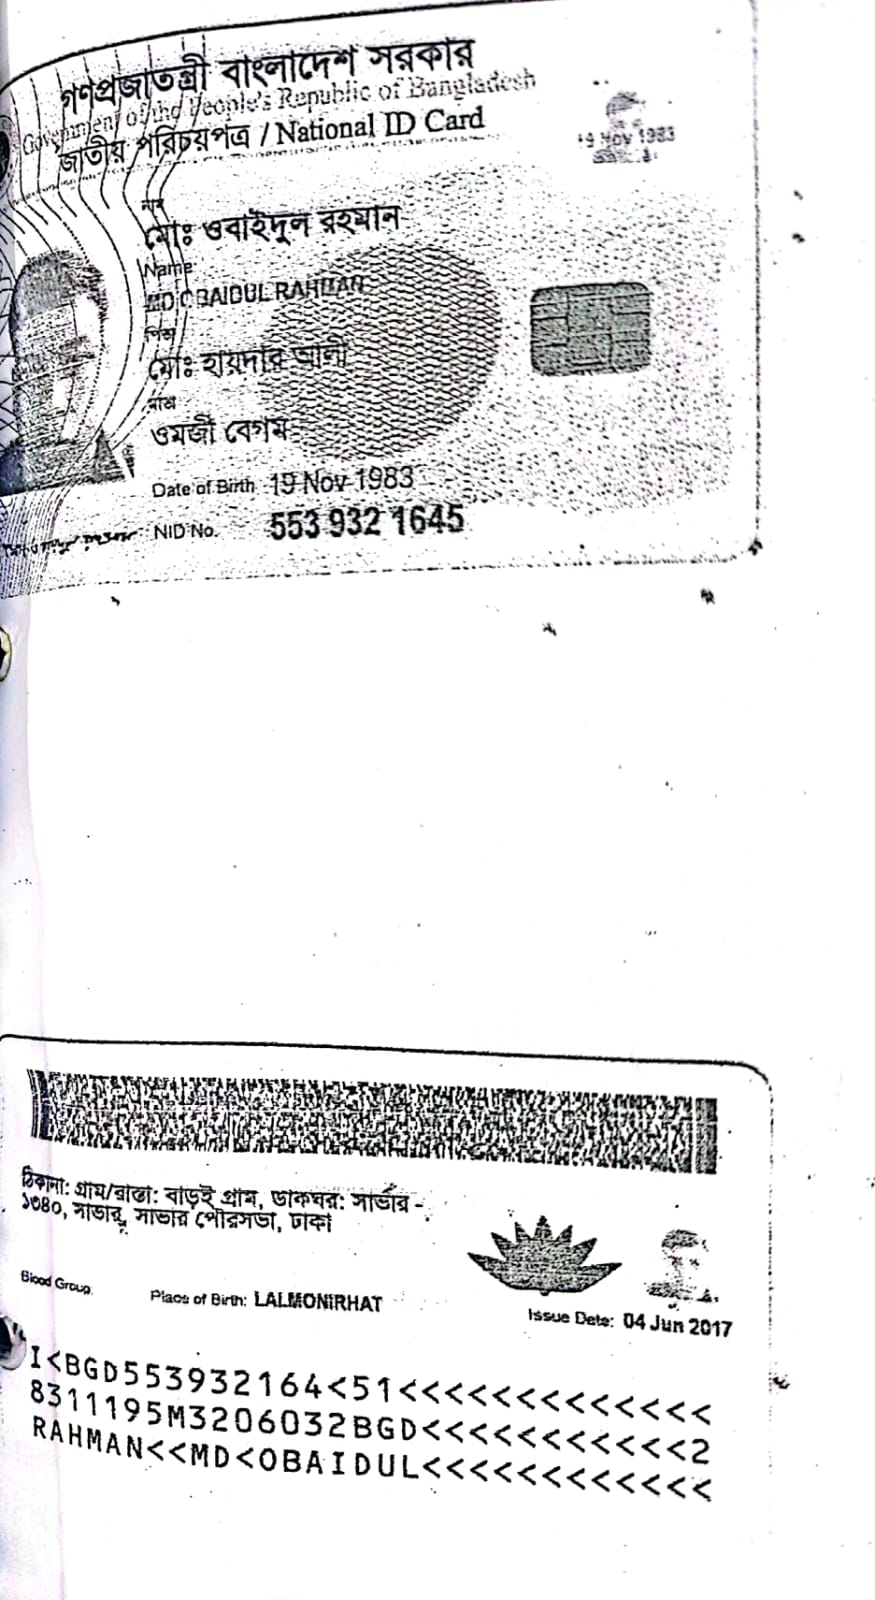 গণপ্রজাতন্ত্রী বাংলাদেশ সরকার
Government of the People's Republic of Bangladesh
জাতীয় পরিচয়পত্র / National ID Card
19 Nov 1983
নাম
মোঃ ওবাইদুল রহমান
Name
MD OBAIDUL RAHMAN
পিতা
মোঃ হায়দার আলী
মাতা
ওমজী বেগম
Date of Birth 19 Nov 1983
NID No. 553 932 1645
ঠিকানা: গ্রাম/রাস্তা: বাড়ই গ্রাম, ডাকঘর: সাভার -
১৩৪০, সাভার, সাভার পৌরসভা, ঢাকা
Blood Group:
Place of Birth: LALMONIRHAT
Issue Date: 04 Jun 2017
I<BGD553932164<51<<<<<<<<<<<<<
8311195M3206032BGD<<<<<<<<<<<2
RAHMAN<<MD<OBAIDUL<<<<<<<<<<<<